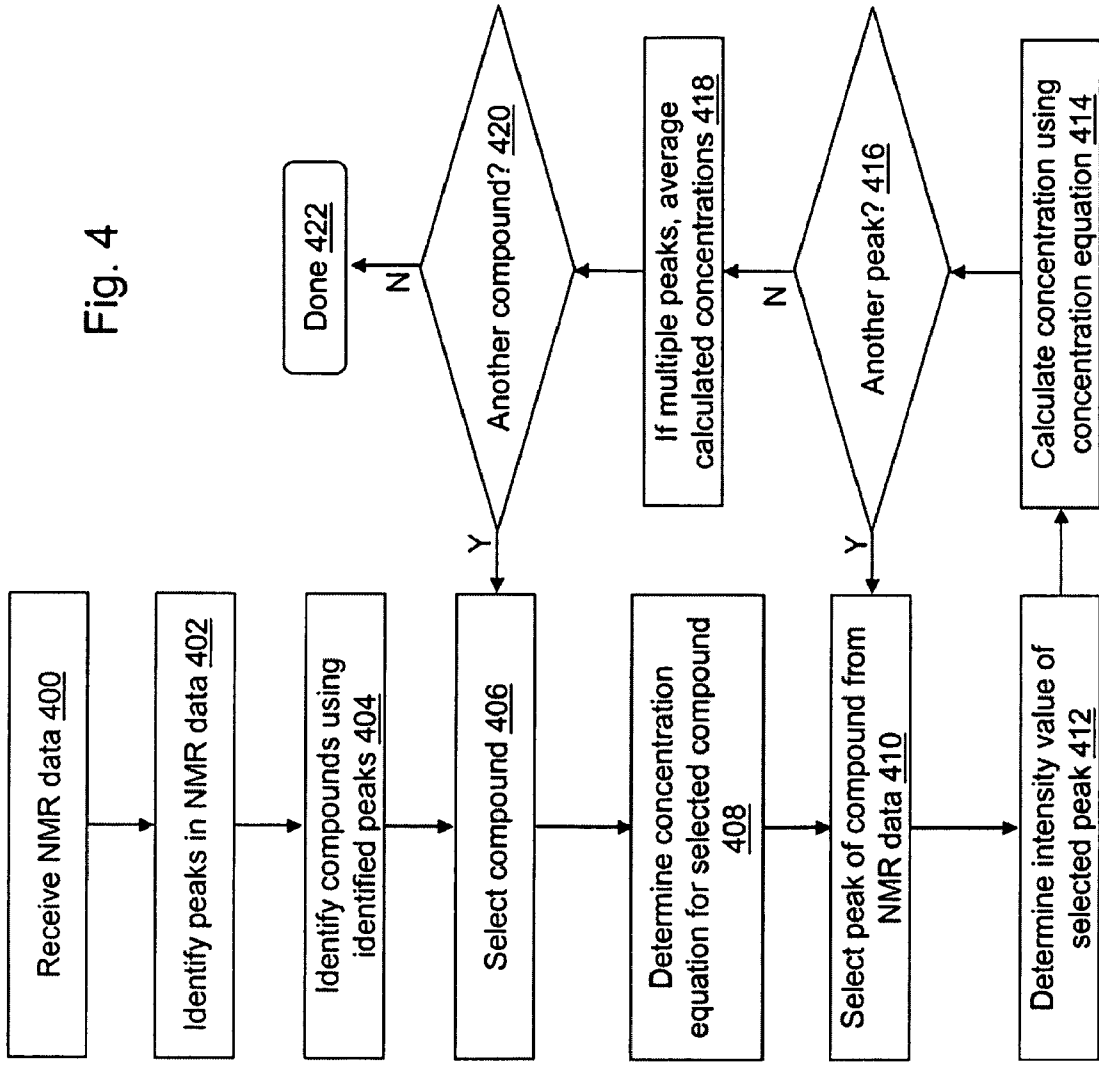 Fig. 4
Receive NMR data 400
Identify peaks in NMR data 402
Identify compounds using
identified peaks 404
Select compound 406
Determine concentration
equation for selected compound
408
Select peak of compound from
NMR data 410
Determine intensity value of
selected peak 412
Calculate concentration using
concentration equation 414
Another peak? 416
Y
N
If multiple peaks, average
calculated concentrations 418
Another compound? 420
Y
N
Done 422